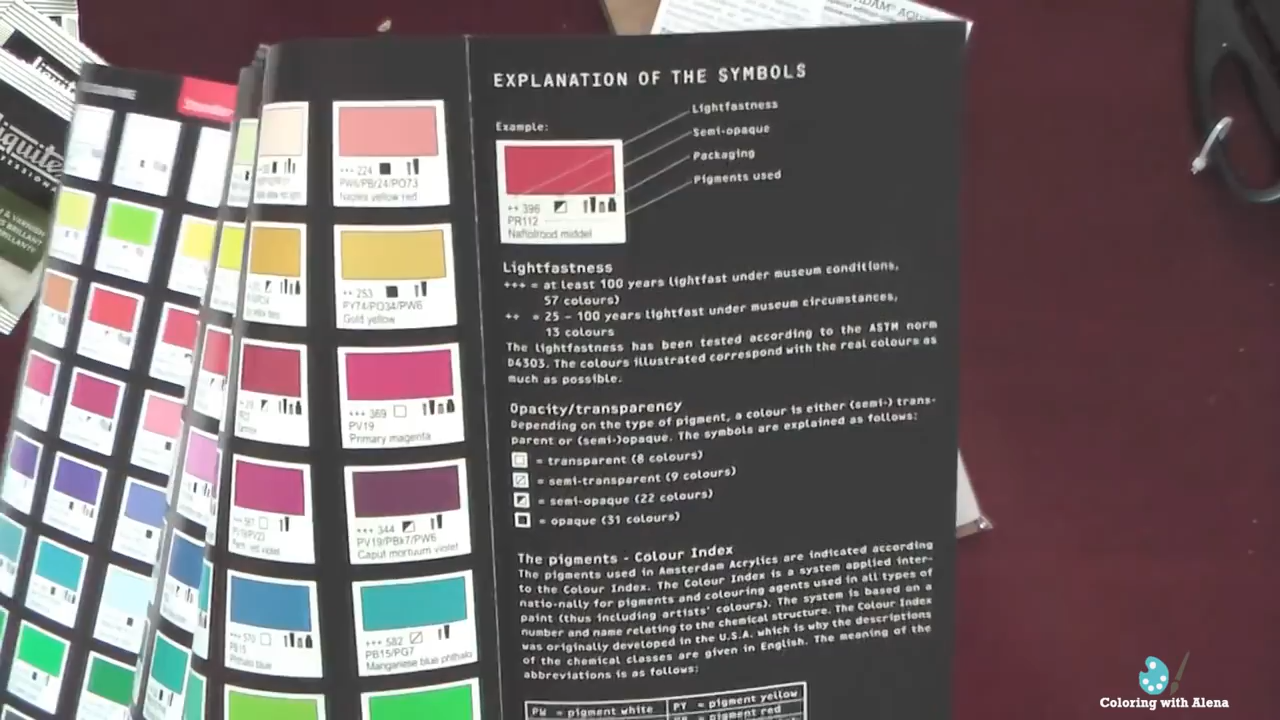 EXPLANATION OF THE SYMBOLS
Example:
Lightfastness
Semi-opaque
Packaging
Pigments used
++ 396
PR112
Naftolrood middel
Lightfastness
+++ = at least 100 years lightfast under museum conditions,
57 colours)
++ = 25 - 100 years lightfast under museum circumstances,
13 colours
The lightfastness has been tested according to the ASTM norm
D4303. The colours illustrated correspond with the real colours as
much as possible.
Opacity/transparency
Depending on the type of pigment, a colour is either (semi-) trans-
parent or (semi-)opaque. The symbols are explained as follows:
= transparent (8 colours)
= semi-transparent (9 colours)
= semi-opaque (22 colours)
= opaque (31 colours)
The pigments - Colour Index
The pigments used in Amsterdam Acrylics are indicated according
to the Colour Index. The Colour Index is a system applied inter-
natio-nally for pigments and colouring agents used in all types of
paint (thus including artists' colours). The system is based on a
number and name relating to the chemical structure. The Colour Index
was originally developed in the U.S.A. which is why the descriptions
of the chemical classes are given in English. The meaning of the
abbreviations is as follows:
PW = pigment white
PY = pigment yellow
= pigment red
+++ 224
Naples yellow red
+++ 253
PY74/PO34/PW6
Gold yellow
+++ 369
PV19
Primary magenta
+++ 344
PV19/PBk7/PW6
Caput mortuum violet
+++ 582
PB15/PG7
Manganese blue phthalo
+++ 570
PB15
Phthalo blue
Coloring with Alena